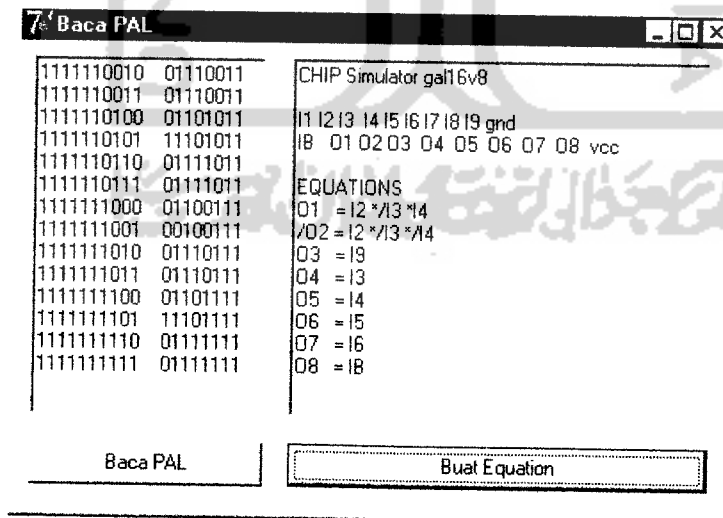 Baca PAL
1111110010 01110011
1111110011 01110011
1111110100 01101011
1111110101 11101011
1111110110 01111011
1111110111 01111011
1111111000 01100111
1111111001 00100111
1111111010 01110111
1111111011 01110111
1111111100 01101111
1111111101 11101111
1111111110 01111111
1111111111 01111111
CHIP Simulator gal16v8
I1 I2 I3 I4 I5 I6 I7 I8 I9 gnd
IB O1 O2 O3 O4 O5 O6 O7 O8 vcc
EQUATIONS
O1 = I2 */I3 *I4
/O2 = I2 */I3 */I4
O3 = I9
O4 = I3
O5 = I4
O6 = I5
O7 = I6
O8 = IB
Baca PAL
Buat Equation